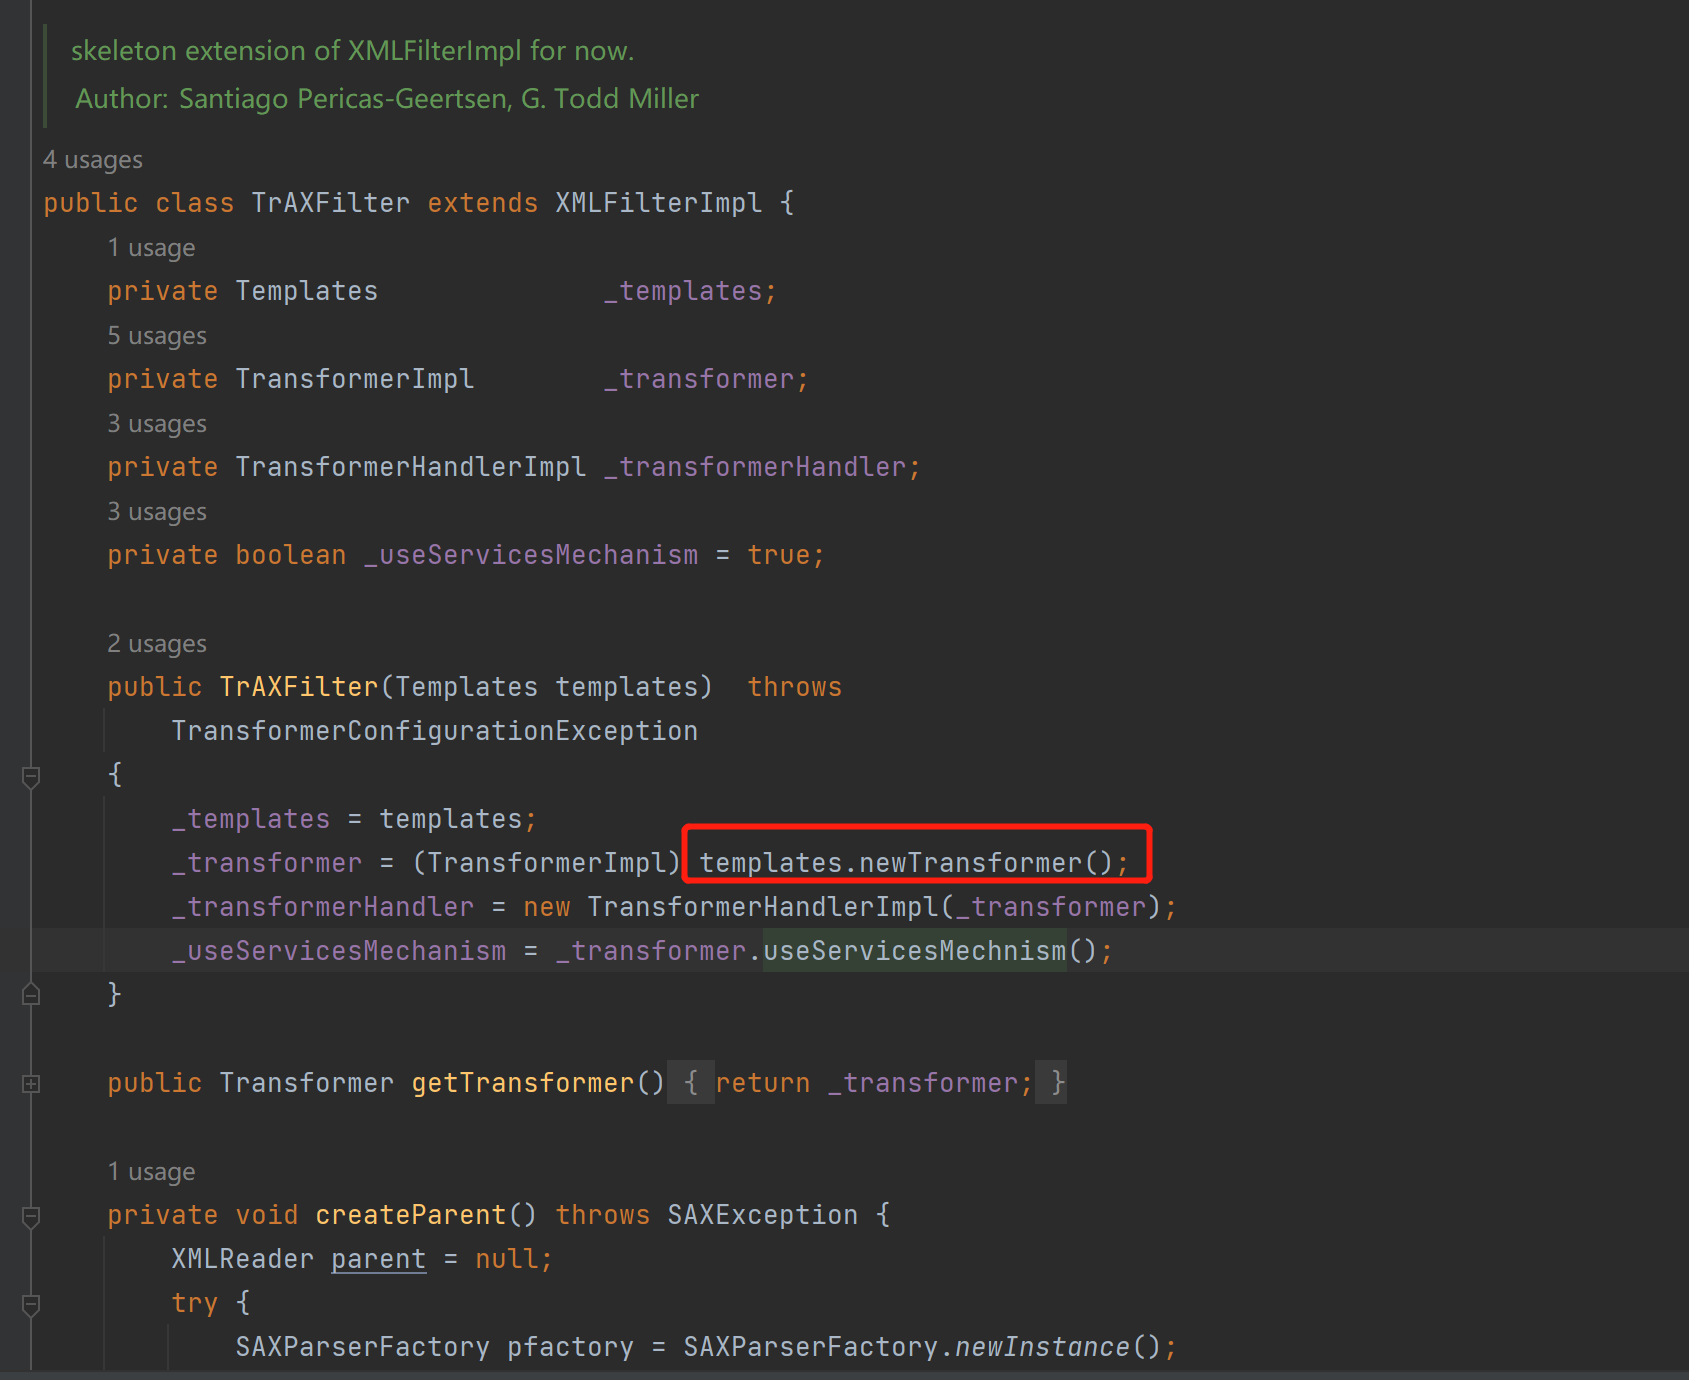 skeleton extension of XMLFilterImpl for now.
Author: Santiago Pericas-Geertsen, G. Todd Miller
4 usages
public class TrAXFilter extends XMLFilterImpl {
1 usage
private Templates _templates;
5 usages
private TransformerImpl _transformer;
3 usages
private TransformerHandlerImpl _transformerHandler;
3 usages
private boolean _useServicesMechanism = true;
2 usages
public TrAXFilter(Templates templates) throws
TransformerConfigurationException
{
_templates = templates;
_transformer = (TransformerImpl) templates.newTransformer();
_transformerHandler = new TransformerHandlerImpl(_transformer);
_useServicesMechanism = _transformer.useServicesMechnism();
}
public Transformer getTransformer() { return _transformer; }
1 usage
private void createParent() throws SAXException {
XMLReader parent = null;
try {
SAXParserFactory pfactory = SAXParserFactory.newInstance();